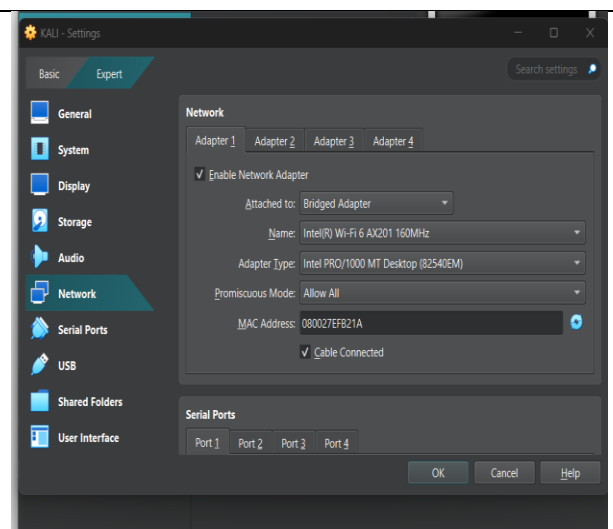 KALI - Settings
Basic Expert Search settings
General
System
Display
Storage
Audio
Network
Serial Ports
USB
Shared Folders
User Interface
Network
Adapter 1 Adapter 2 Adapter 3 Adapter 4
Enable Network Adapter
Attached to: Bridged Adapter
Name: Intel(R) Wi-Fi 6 AX201 160MHz
Adapter Type: Intel PRO/1000 MT Desktop (82540EM)
Promiscuous Mode: Allow All
MAC Address: 080027EFB21A
Cable Connected
Serial Ports
Port 1 Port 2 Port 3 Port 4
OK Cancel Help